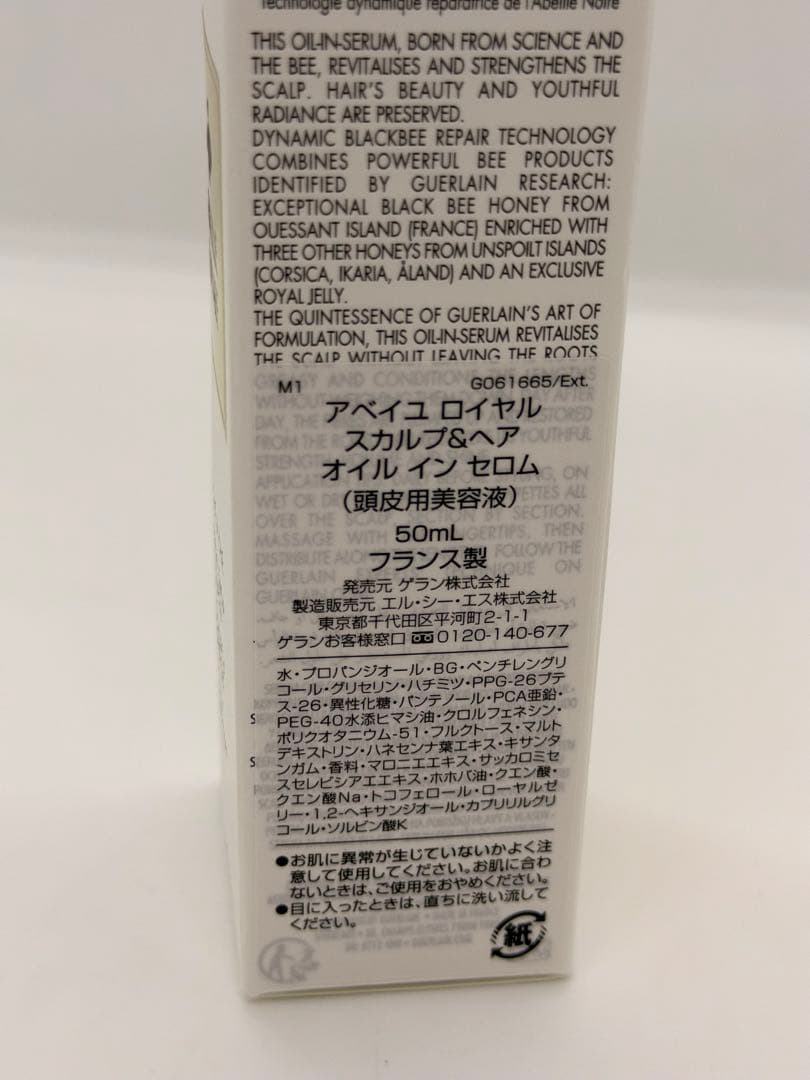 Technologie dynamique réparatrice de l'Abeille Noire
THIS OIL-IN-SERUM, BORN FROM SCIENCE AND
THE BEE, REVITALISES AND STRENGTHENS THE
SCALP. HAIR'S BEAUTY AND YOUTHFUL
RADIANCE ARE PRESERVED.
DYNAMIC BLACKBEE REPAIR TECHNOLOGY
COMBINES POWERFUL BEE PRODUCTS
IDENTIFIED BY GUERLAIN RESEARCH:
EXCEPTIONAL BLACK BEE HONEY FROM
OUESSANT ISLAND (FRANCE) ENRICHED WITH
THREE OTHER HONEYS FROM UNSPOILT ISLANDS
(CORSICA, IKARIA, ÅLAND) AND AN EXCLUSIVE
ROYAL JELLY.
THE QUINTESSENCE OF GUERLAIN'S ART OF
FORMULATION, THIS OIL-IN-SERUM REVITALISES
THE SCALP WITHOUT LEAVING THE ROOTS
M1 G061665/Ext.
アベイユ ロイヤル
スカルプ&ヘア
オイル イン セロム
(頭皮用美容液)
50mL
フランス製
発売元 ゲラン株式会社
製造販売元 エル・シー・エス株式会社
東京都千代田区平河町2-1-1
ゲランお客様窓口 0120-140-677
水・プロパンジオール・BG・ペンチレングリ
コール・グリセリン・ハチミツ・PPG-26ブテ
ス-26・異性化糖・パンテノール・PCA亜鉛・
PEG-40水添ヒマシ油・クロルフェネシン・
ポリクオタニウム-51・フルクトース・マルト
デキストリン・ハネセンナ葉エキス・キサンタ
ンガム・香料・マロニエエキス・サッカロミセ
スセレビシアエエキス・ホホバ油・クエン酸・
クエン酸Na・トコフェロール・ローヤルゼ
リー・1,2-ヘキサンジオール・カプリリルグリ
コール・ソルビン酸K
●お肌に異常が生じていないかよく注
意して使用してください。お肌に合わ
ないときは、ご使用をおやめください。
●目に入ったときは、直ちに洗い流して
ください。
紙